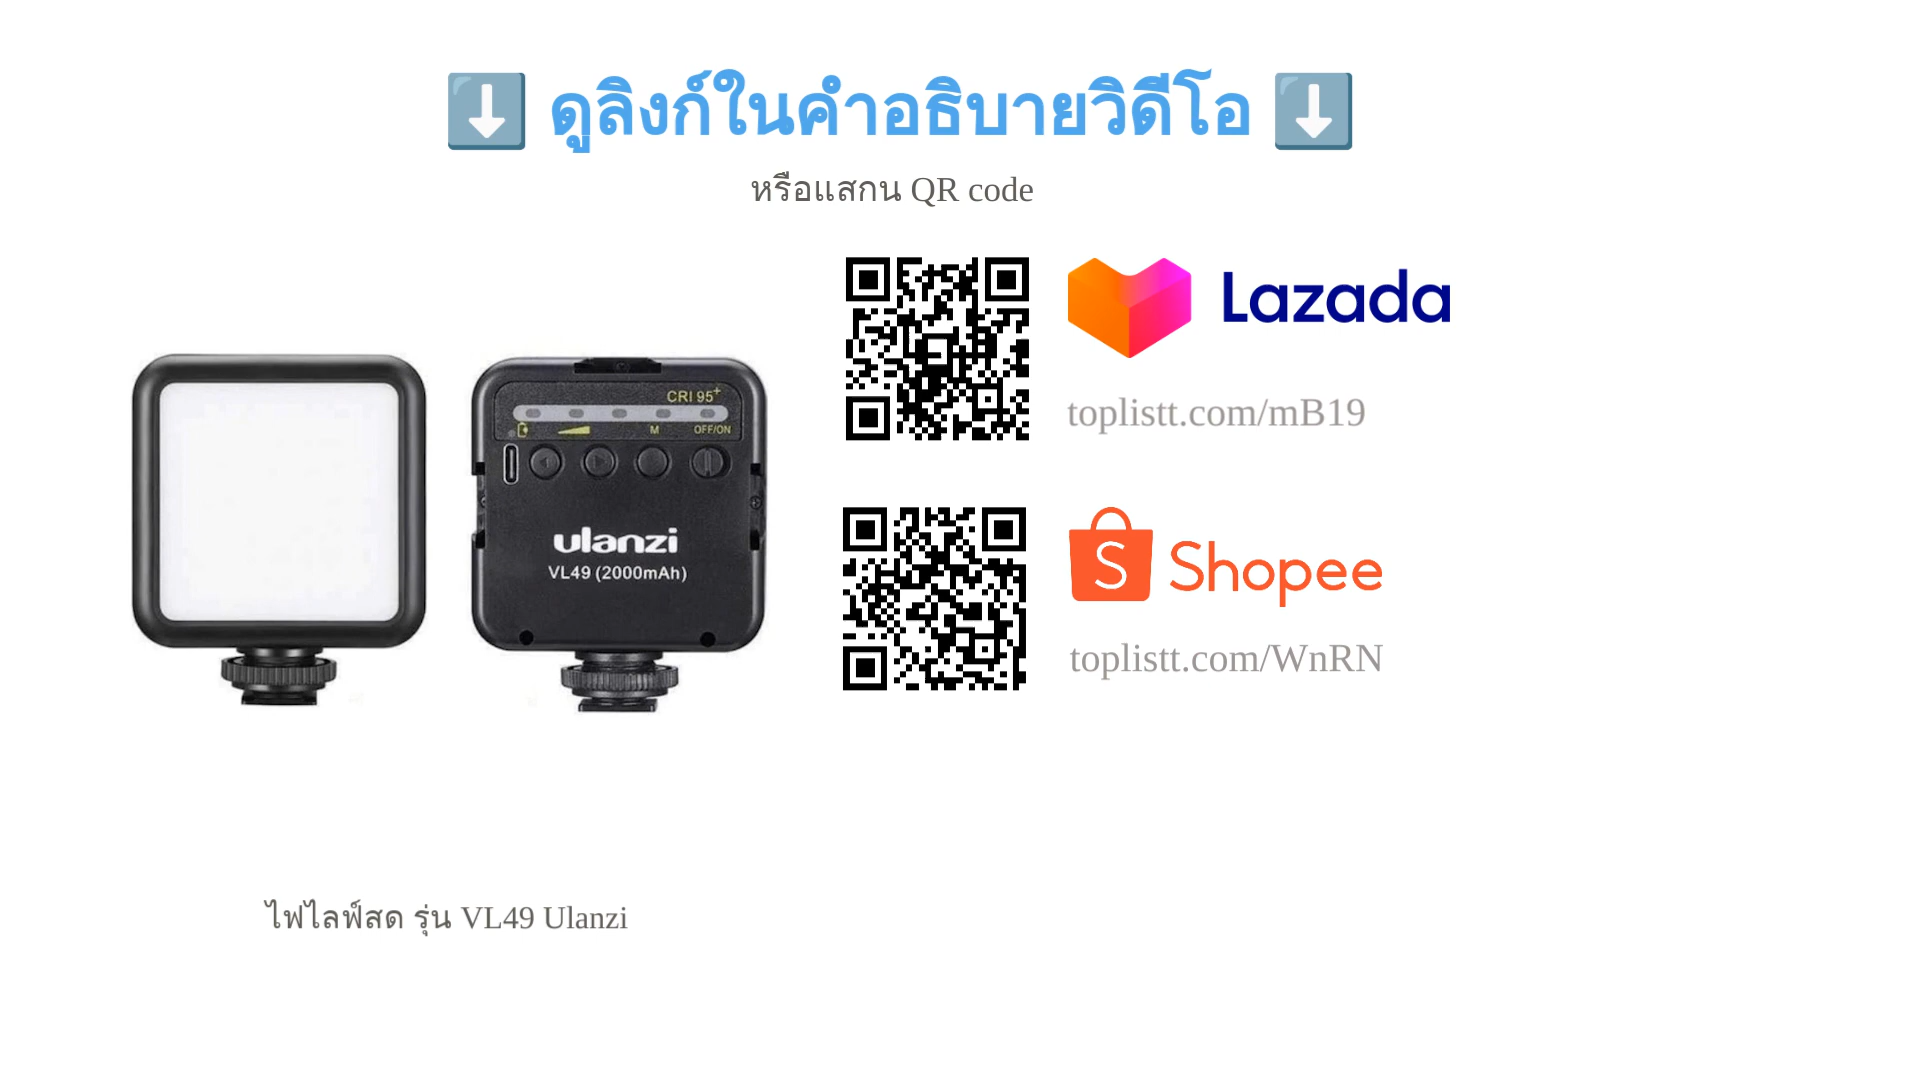 ⬇️ ดูลิงก์ในคำอธิบายวิดีโอ ⬇️
หรือแสกน QR code
Lazada
toplistt.com/mB19
CRI 95+
M OFF/ON
ulanzi
VL49 (2000mAh)
Shopee
toplistt.com/WnRN
ไฟไลฟ์สด รุ่น VL49 Ulanzi